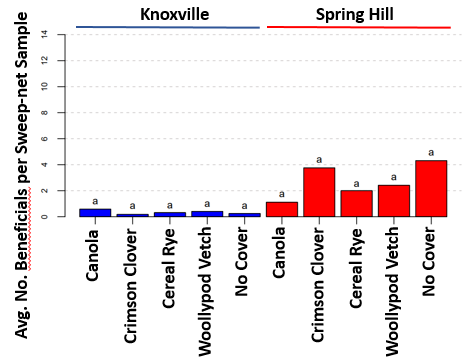 Knoxville
Spring Hill
Avg. No. Beneficials per Sweep-net Sample
14
12
10
8
6
4
2
0
a
a
a
a
a
a
a
a
a
a
Canola
Crimson Clover
Cereal Rye
Woollypod Vetch
No Cover
Canola
Crimson Clover
Cereal Rye
Woollypod Vetch
No Cover